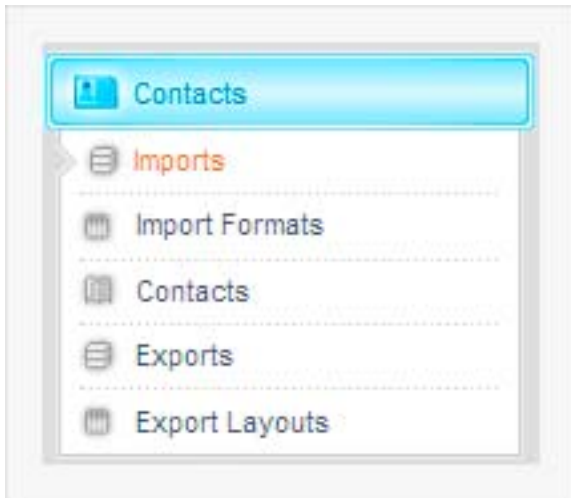 Contacts
Imports
Import Formats
Contacts
Exports
Export Layouts